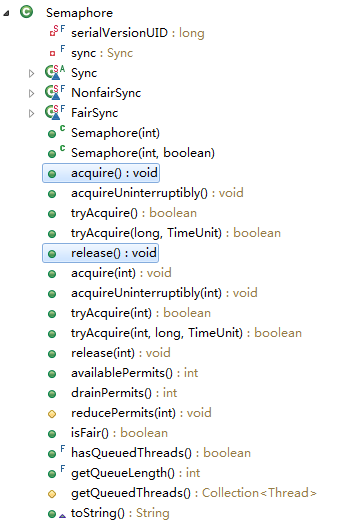 Semaphore
serialVersionUID : long
sync : Sync
Sync
NonfairSync
FairSync
Semaphore(int)
Semaphore(int, boolean)
acquire() : void
acquireUninterruptibly() : void
tryAcquire() : boolean
tryAcquire(long, TimeUnit) : boolean
release() : void
acquire(int) : void
acquireUninterruptibly(int) : void
tryAcquire(int) : boolean
tryAcquire(int, long, TimeUnit) : boolean
release(int) : void
availablePermits() : int
drainPermits() : int
reducePermits(int) : void
isFair() : boolean
hasQueuedThreads() : boolean
getQueueLength() : int
getQueuedThreads() : Collection<Thread>
toString() : String